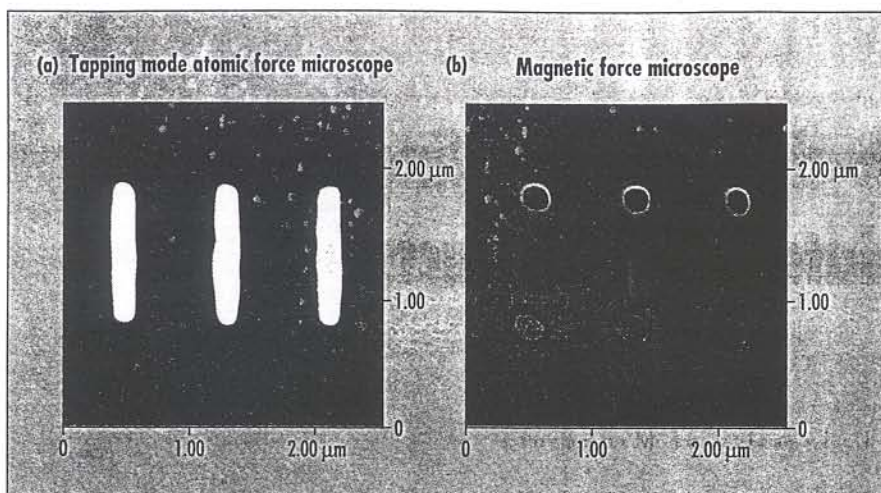 (a) Tapping mode atomic force microscope
(b) Magnetic force microscope
2.00 μm
1.00
0
0
1.00
2.00 μm
2.00 μm
1.00
0
0
1.00
2.00 μm